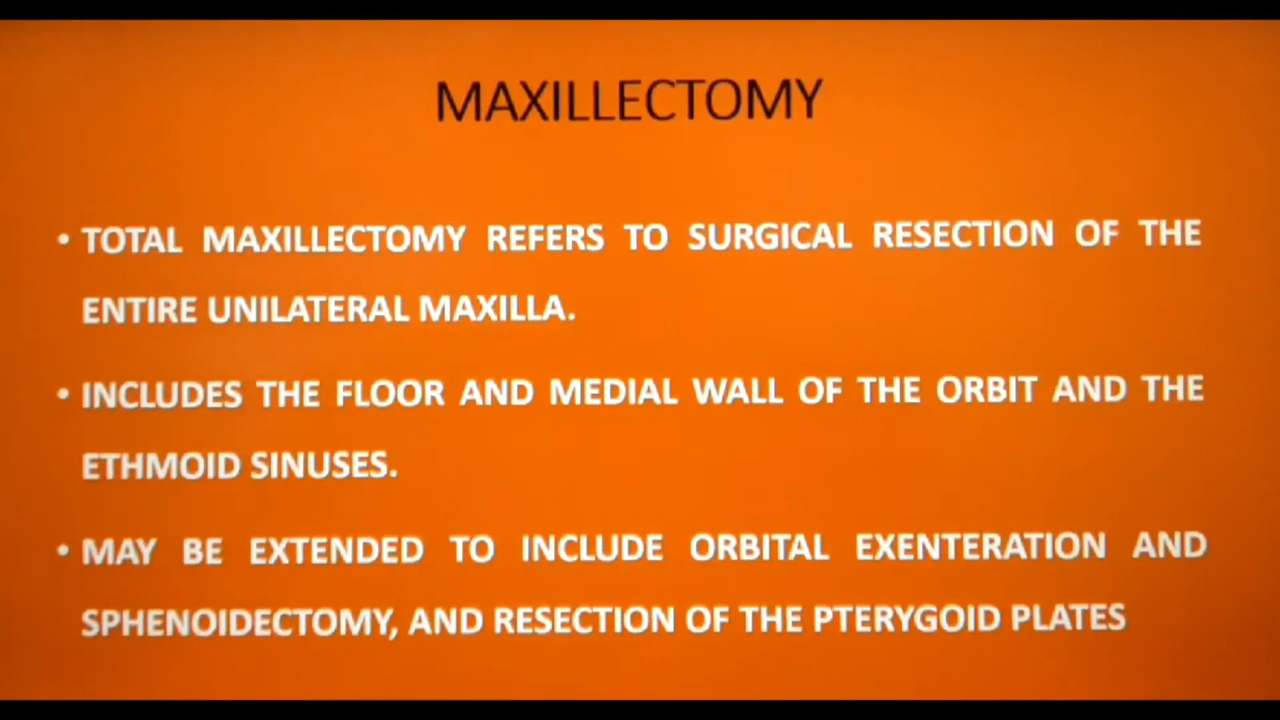 MAXILLECTOMY
• TOTAL MAXILLECTOMY REFERS TO SURGICAL RESECTION OF THE
ENTIRE UNILATERAL MAXILLA.
• INCLUDES THE FLOOR AND MEDIAL WALL OF THE ORBIT AND THE
ETHMOID SINUSES.
• MAY BE EXTENDED TO INCLUDE ORBITAL EXENTERATION AND
SPHENOIDECTOMY, AND RESECTION OF THE PTERYGOID PLATES